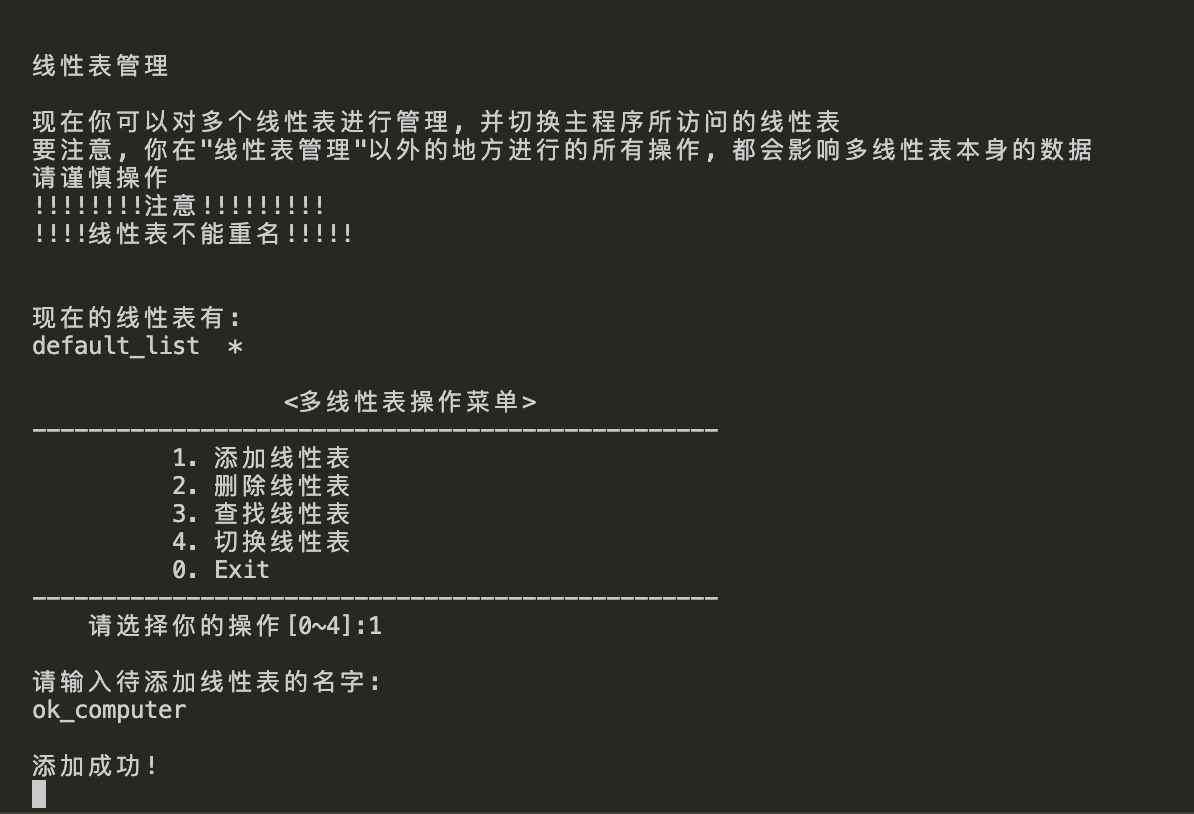 线性表管理
现在你可以对多个线性表进行管理, 并切换主程序所访问的线性表
要注意, 你在"线性表管理"以外的地方进行的所有操作, 都会影响多线性表本身的数据
请谨慎操作
!!!!!!!!注意!!!!!!!!!
!!!!线性表不能重名!!!!!
现在的线性表有:
default_list  *
<多线性表操作菜单>
—————————————————————————————————————————————————
1. 添加线性表
2. 删除线性表
3. 查找线性表
4. 切换线性表
0. Exit
—————————————————————————————————————————————————
请选择你的操作[0~4]:1
请输入待添加线性表的名字:
ok_computer
添加成功!